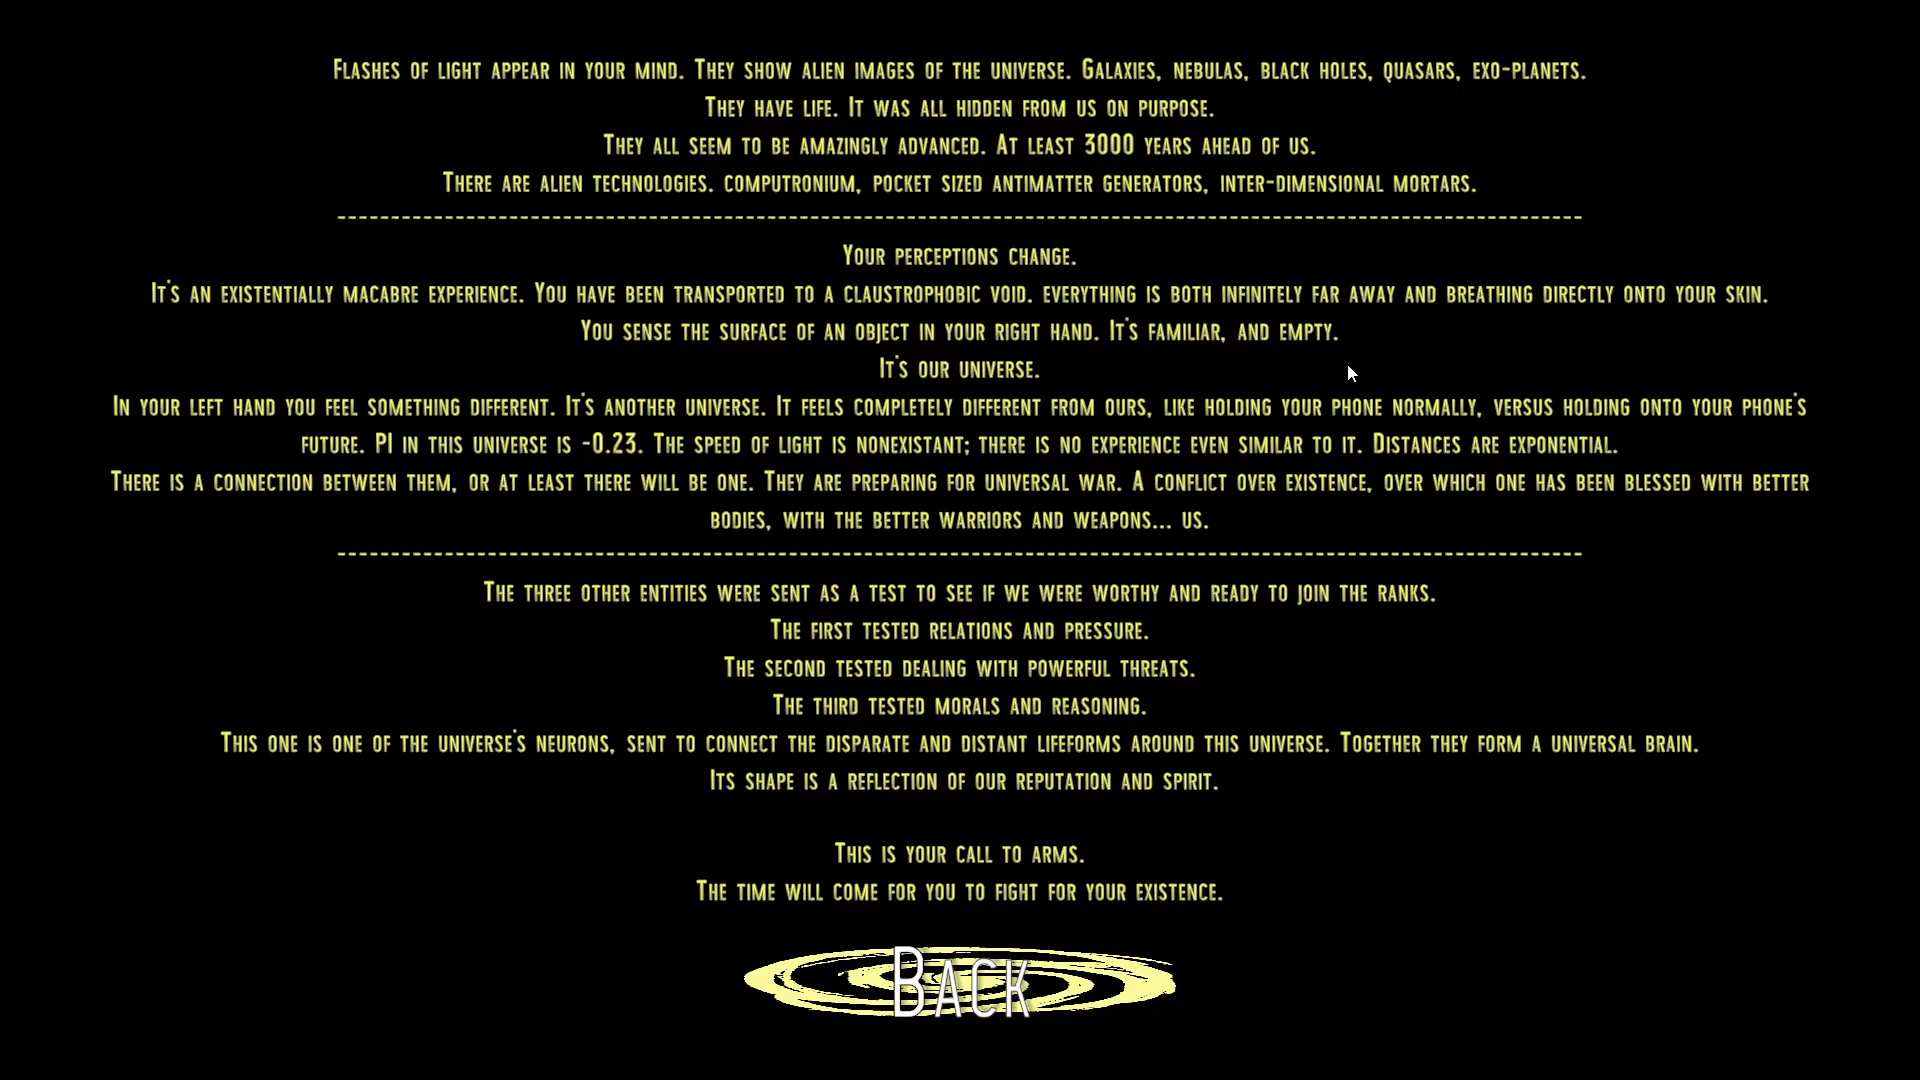 Flashes of light appear in your mind. They show alien images of the universe. Galaxies, nebulas, black holes, quasars, exo-planets.
They have life. It was all hidden from us on purpose.
They all seem to be amazingly advanced. At least 3000 years ahead of us.
There are alien technologies. computronium, pocket sized antimatter generators, inter-dimensional mortars.
------------------------------------------------------------------------------------------------------------------------
Your perceptions change.
It's an existentially macabre experience. You have been transported to a claustrophobic void. everything is both infinitely far away and breathing directly onto your skin.
You sense the surface of an object in your right hand. It's familiar, and empty.
It's our universe.
In your left hand you feel something different. It's another universe. It feels completely different from ours, like holding your phone normally, versus holding onto your phone's
future. PI in this universe is -0.23. The speed of light is nonexistant; there is no experience even similar to it. Distances are exponential.
There is a connection between them, or at least there will be one. They are preparing for universal war. A conflict over existence, over which one has been blessed with better
bodies, with the better warriors and weapons... us.
------------------------------------------------------------------------------------------------------------------------
The three other entities were sent as a test to see if we were worthy and ready to join the ranks.
The first tested relations and pressure.
The second tested dealing with powerful threats.
The third tested morals and reasoning.
This one is one of the universe's neurons, sent to connect the disparate and distant lifeforms around this universe. Together they form a universal brain.
Its shape is a reflection of our reputation and spirit.
This is your call to arms.
The time will come for you to fight for your existence.
Back